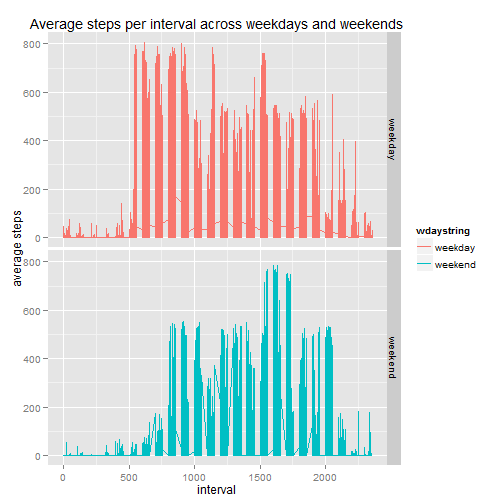 Average steps per interval across weekdays and weekends
800
600
400
200
0
weekday
800
600
400
200
0
weekend
average steps
0
500
1000
1500
2000
interval
wdaystring
weekday
weekend